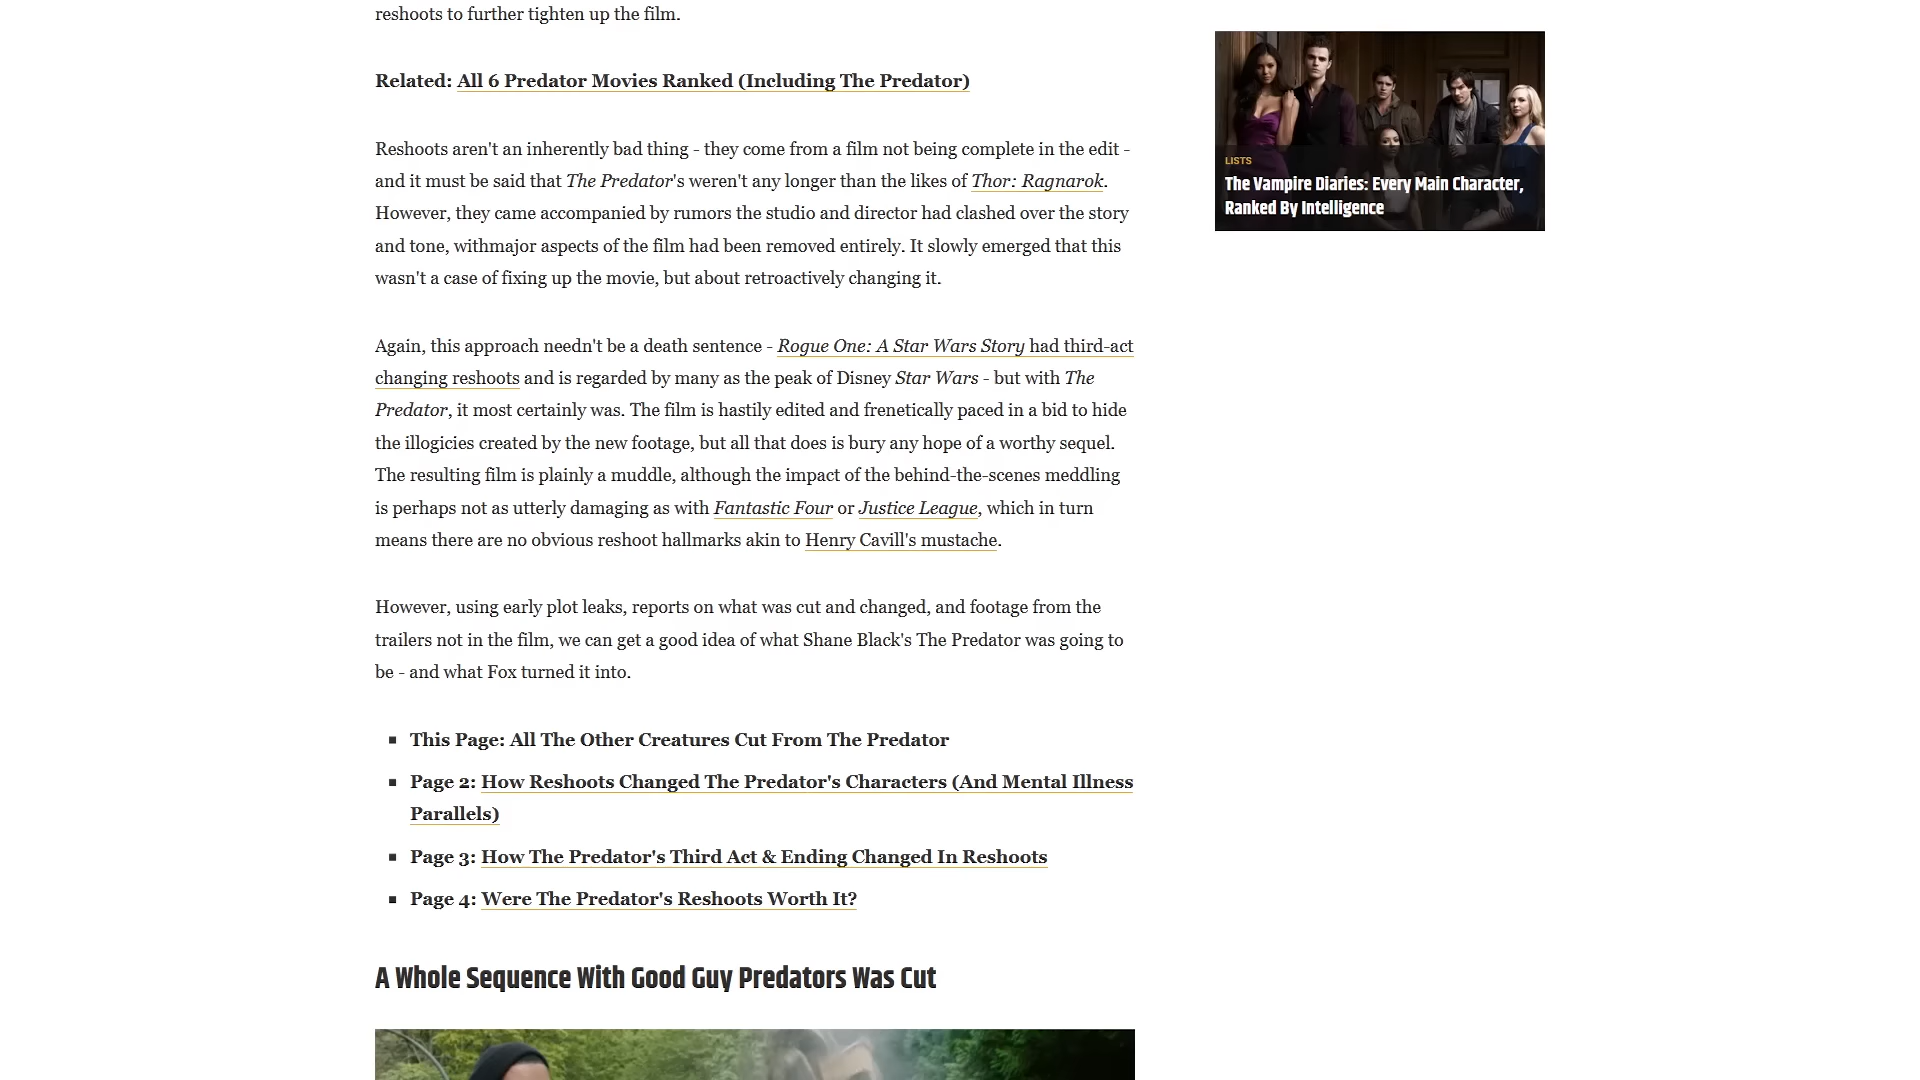 reshoots to further tighten up the film.
Related: All 6 Predator Movies Ranked (Including The Predator)
Reshoots aren't an inherently bad thing - they come from a film not being complete in the edit -
and it must be said that The Predator's weren't any longer than the likes of Thor: Ragnarok.
However, they came accompanied by rumors the studio and director had clashed over the story
and tone, withmajor aspects of the film had been removed entirely. It slowly emerged that this
wasn't a case of fixing up the movie, but about retroactively changing it.
Again, this approach needn't be a death sentence - Rogue One: A Star Wars Story had third-act
changing reshoots and is regarded by many as the peak of Disney Star Wars - but with The
Predator, it most certainly was. The film is hastily edited and frenetically paced in a bid to hide
the illogicies created by the new footage, but all that does is bury any hope of a worthy sequel.
The resulting film is plainly a muddle, although the impact of the behind-the-scenes meddling
is perhaps not as utterly damaging as with Fantastic Four or Justice League, which in turn
means there are no obvious reshoot hallmarks akin to Henry Cavill's mustache.
However, using early plot leaks, reports on what was cut and changed, and footage from the
trailers not in the film, we can get a good idea of what Shane Black's The Predator was going to
be - and what Fox turned it into.
■ This Page: All The Other Creatures Cut From The Predator
■ Page 2: How Reshoots Changed The Predator's Characters (And Mental Illness
Parallels)
■ Page 3: How The Predator's Third Act & Ending Changed In Reshoots
■ Page 4: Were The Predator's Reshoots Worth It?
A Whole Sequence With Good Guy Predators Was Cut
LISTS
The Vampire Diaries: Every Main Character,
Ranked By Intelligence